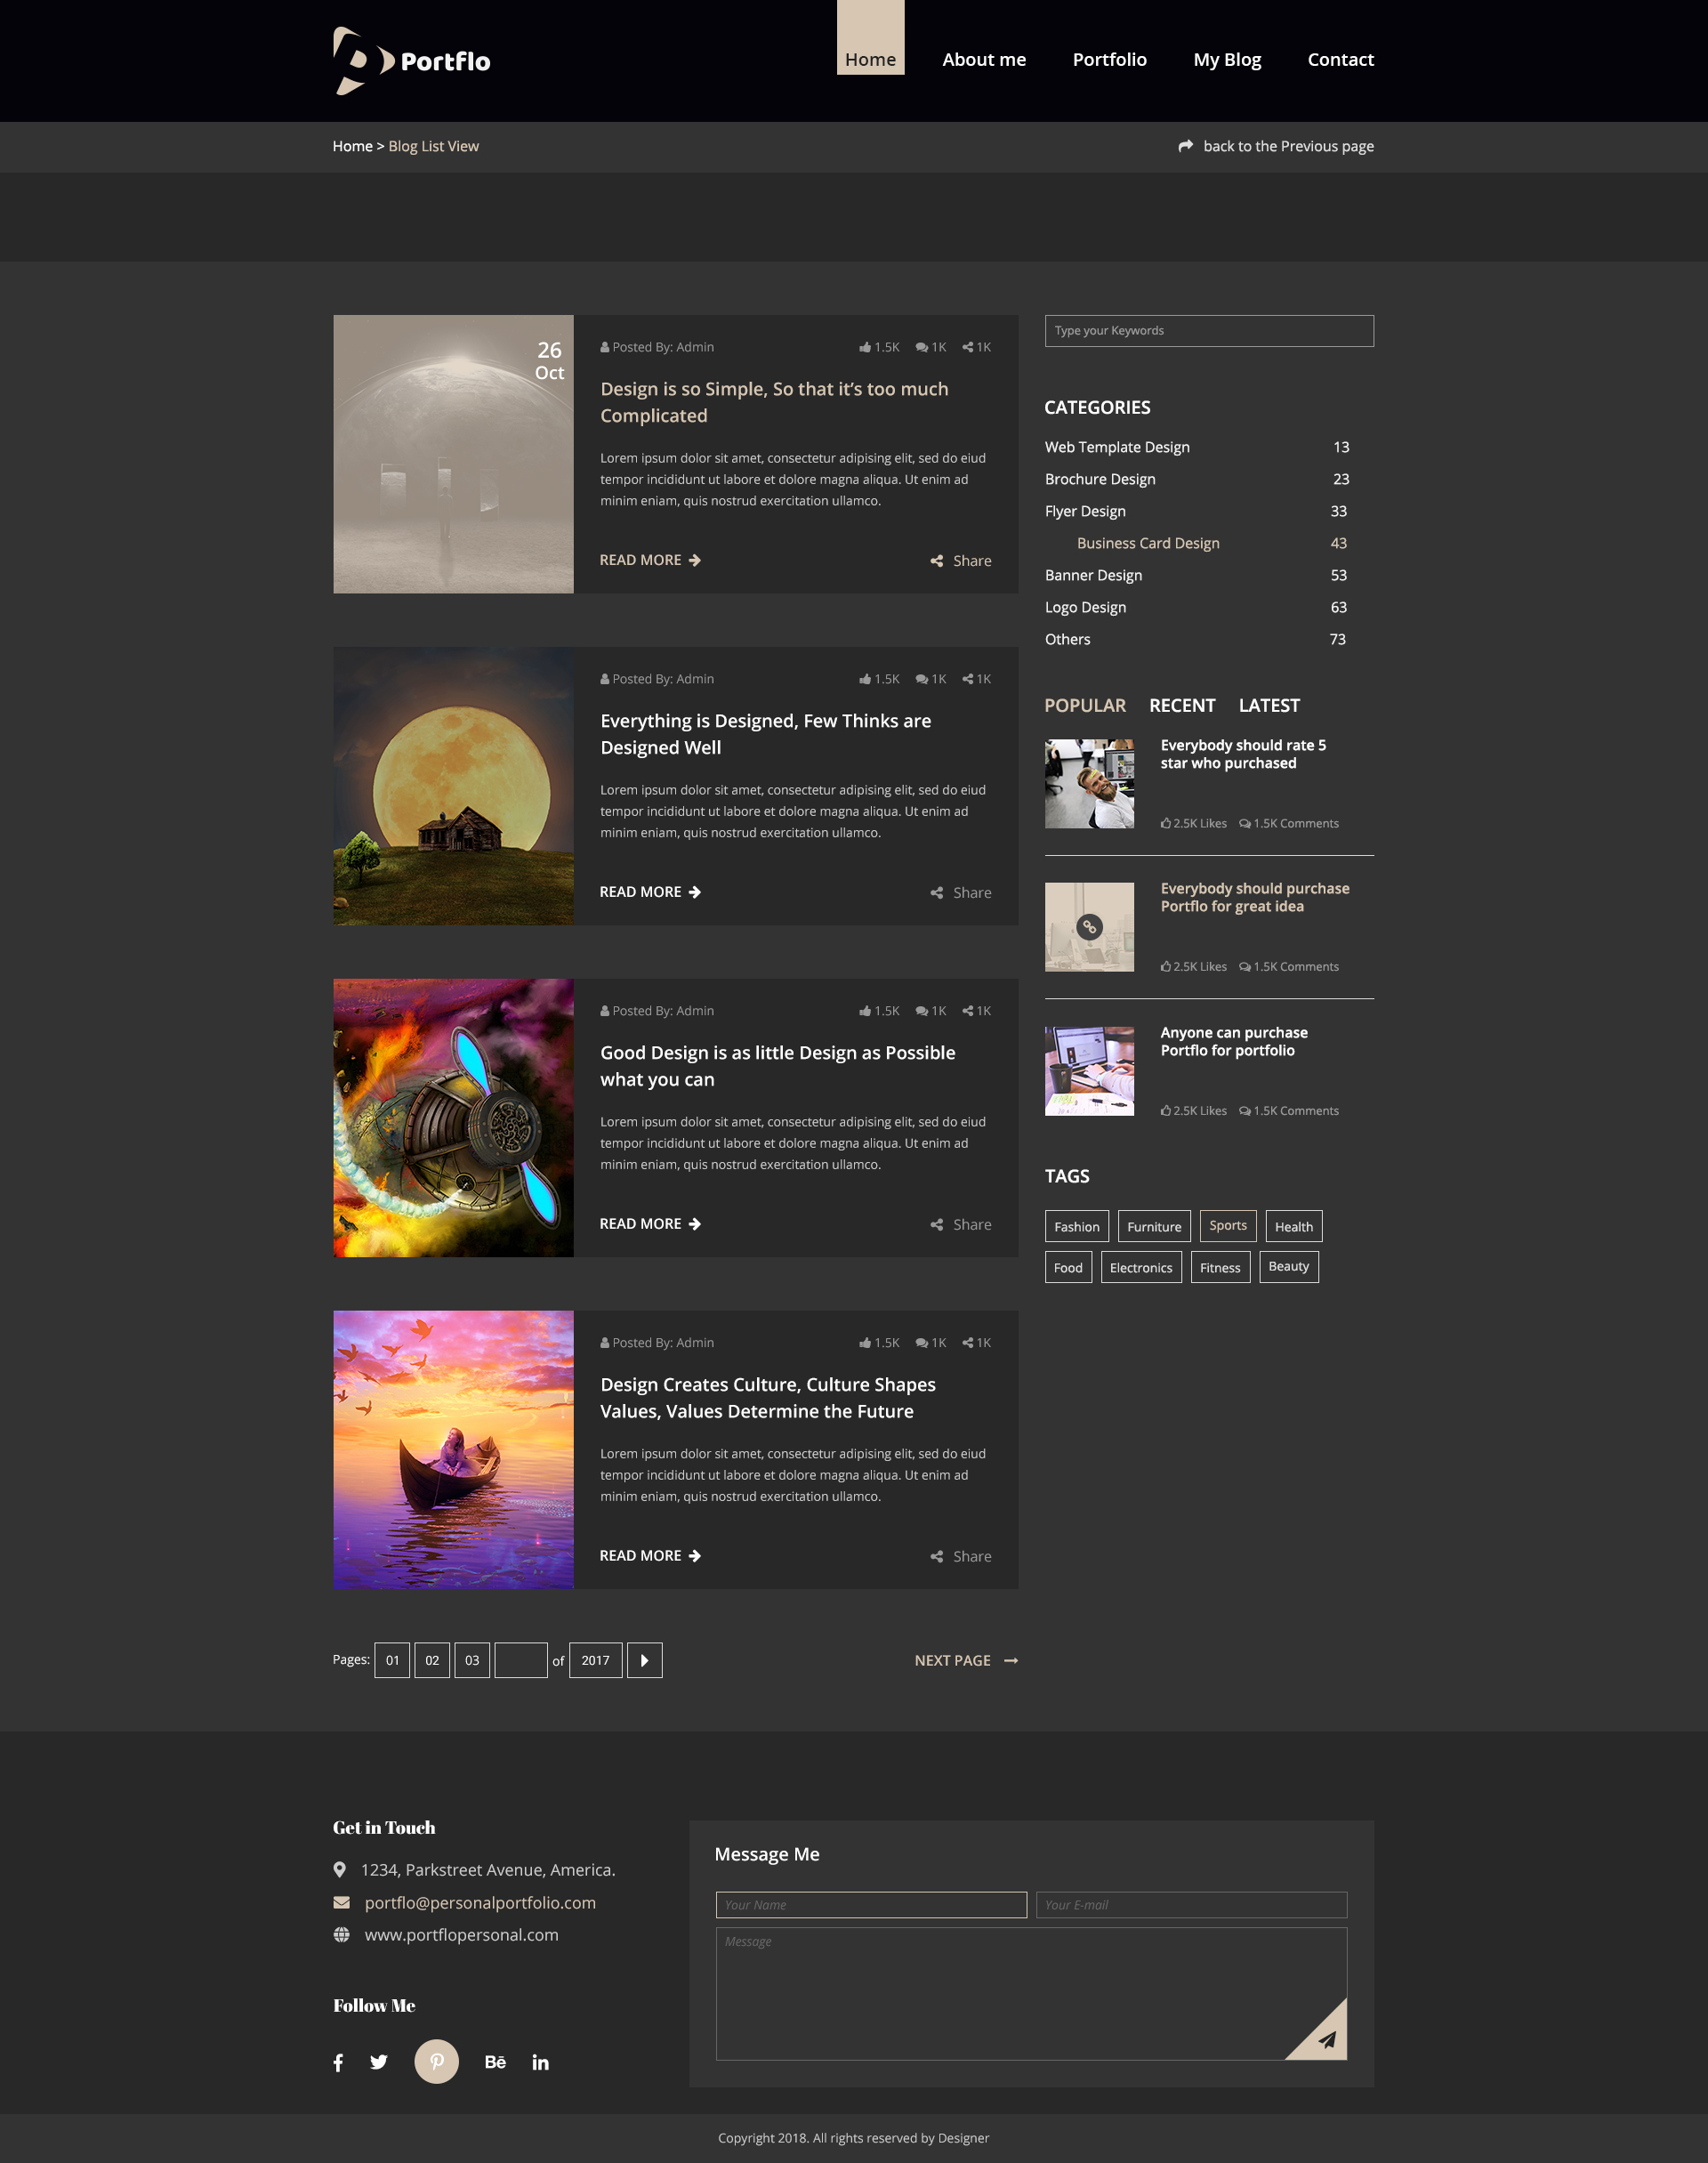 Portflo
Home
About me
Portfolio
My Blog
Contact
Home > Blog List View
back to the Previous page
26
Oct
Posted By: Admin
1.5K
1K
1K
Design is so Simple, So that it’s too much
Complicated
Lorem ipsum dolor sit amet, consectetur adipising elit, sed do eiud
tempor incididunt ut labore et dolore magna aliqua. Ut enim ad
minim eniam, quis nostrud exercitation ullamco.
READ MORE
Share
Posted By: Admin
1.5K
1K
1K
Everything is Designed, Few Thinks are
Designed Well
Lorem ipsum dolor sit amet, consectetur adipising elit, sed do eiud
tempor incididunt ut labore et dolore magna aliqua. Ut enim ad
minim eniam, quis nostrud exercitation ullamco.
READ MORE
Share
Posted By: Admin
1.5K
1K
1K
Good Design is as little Design as Possible
what you can
Lorem ipsum dolor sit amet, consectetur adipising elit, sed do eiud
tempor incididunt ut labore et dolore magna aliqua. Ut enim ad
minim eniam, quis nostrud exercitation ullamco.
READ MORE
Share
Posted By: Admin
1.5K
1K
1K
Design Creates Culture, Culture Shapes
Values, Values Determine the Future
Lorem ipsum dolor sit amet, consectetur adipising elit, sed do eiud
tempor incididunt ut labore et dolore magna aliqua. Ut enim ad
minim eniam, quis nostrud exercitation ullamco.
READ MORE
Share
Pages: 01 02 03 of 2017
NEXT PAGE
Type your Keywords
CATEGORIES
Web Template Design 13
Brochure Design 23
Flyer Design 33
Business Card Design 43
Banner Design 53
Logo Design 63
Others 73
POPULAR RECENT LATEST
Everybody should rate 5
star who purchased
2.5K Likes 1.5K Comments
Everybody should purchase
Portflo for great idea
2.5K Likes 1.5K Comments
Anyone can purchase
Portflo for portfolio
2.5K Likes 1.5K Comments
TAGS
Fashion Furniture Sports Health
Food Electronics Fitness Beauty
Get in Touch
1234, Parkstreet Avenue, America.
portflo@personalportfolio.com
www.portflopersonal.com
Follow Me
Bē
in
Message Me
Your Name
Your E-mail
Message
Copyright 2018. All rights reserved by Designer